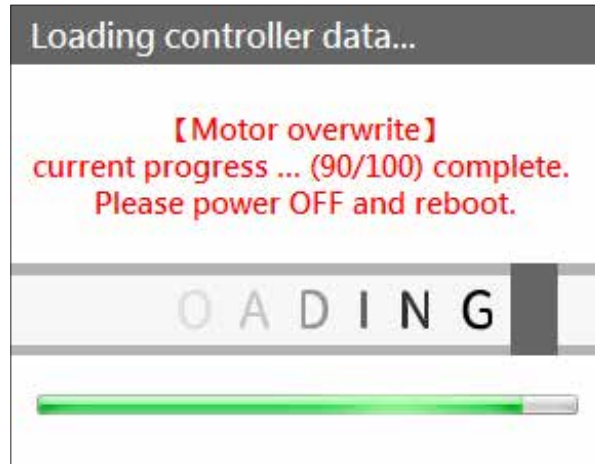 Loading controller data...
【Motor overwrite】
current progress ... (90/100) complete.
Please power OFF and reboot.
OADING